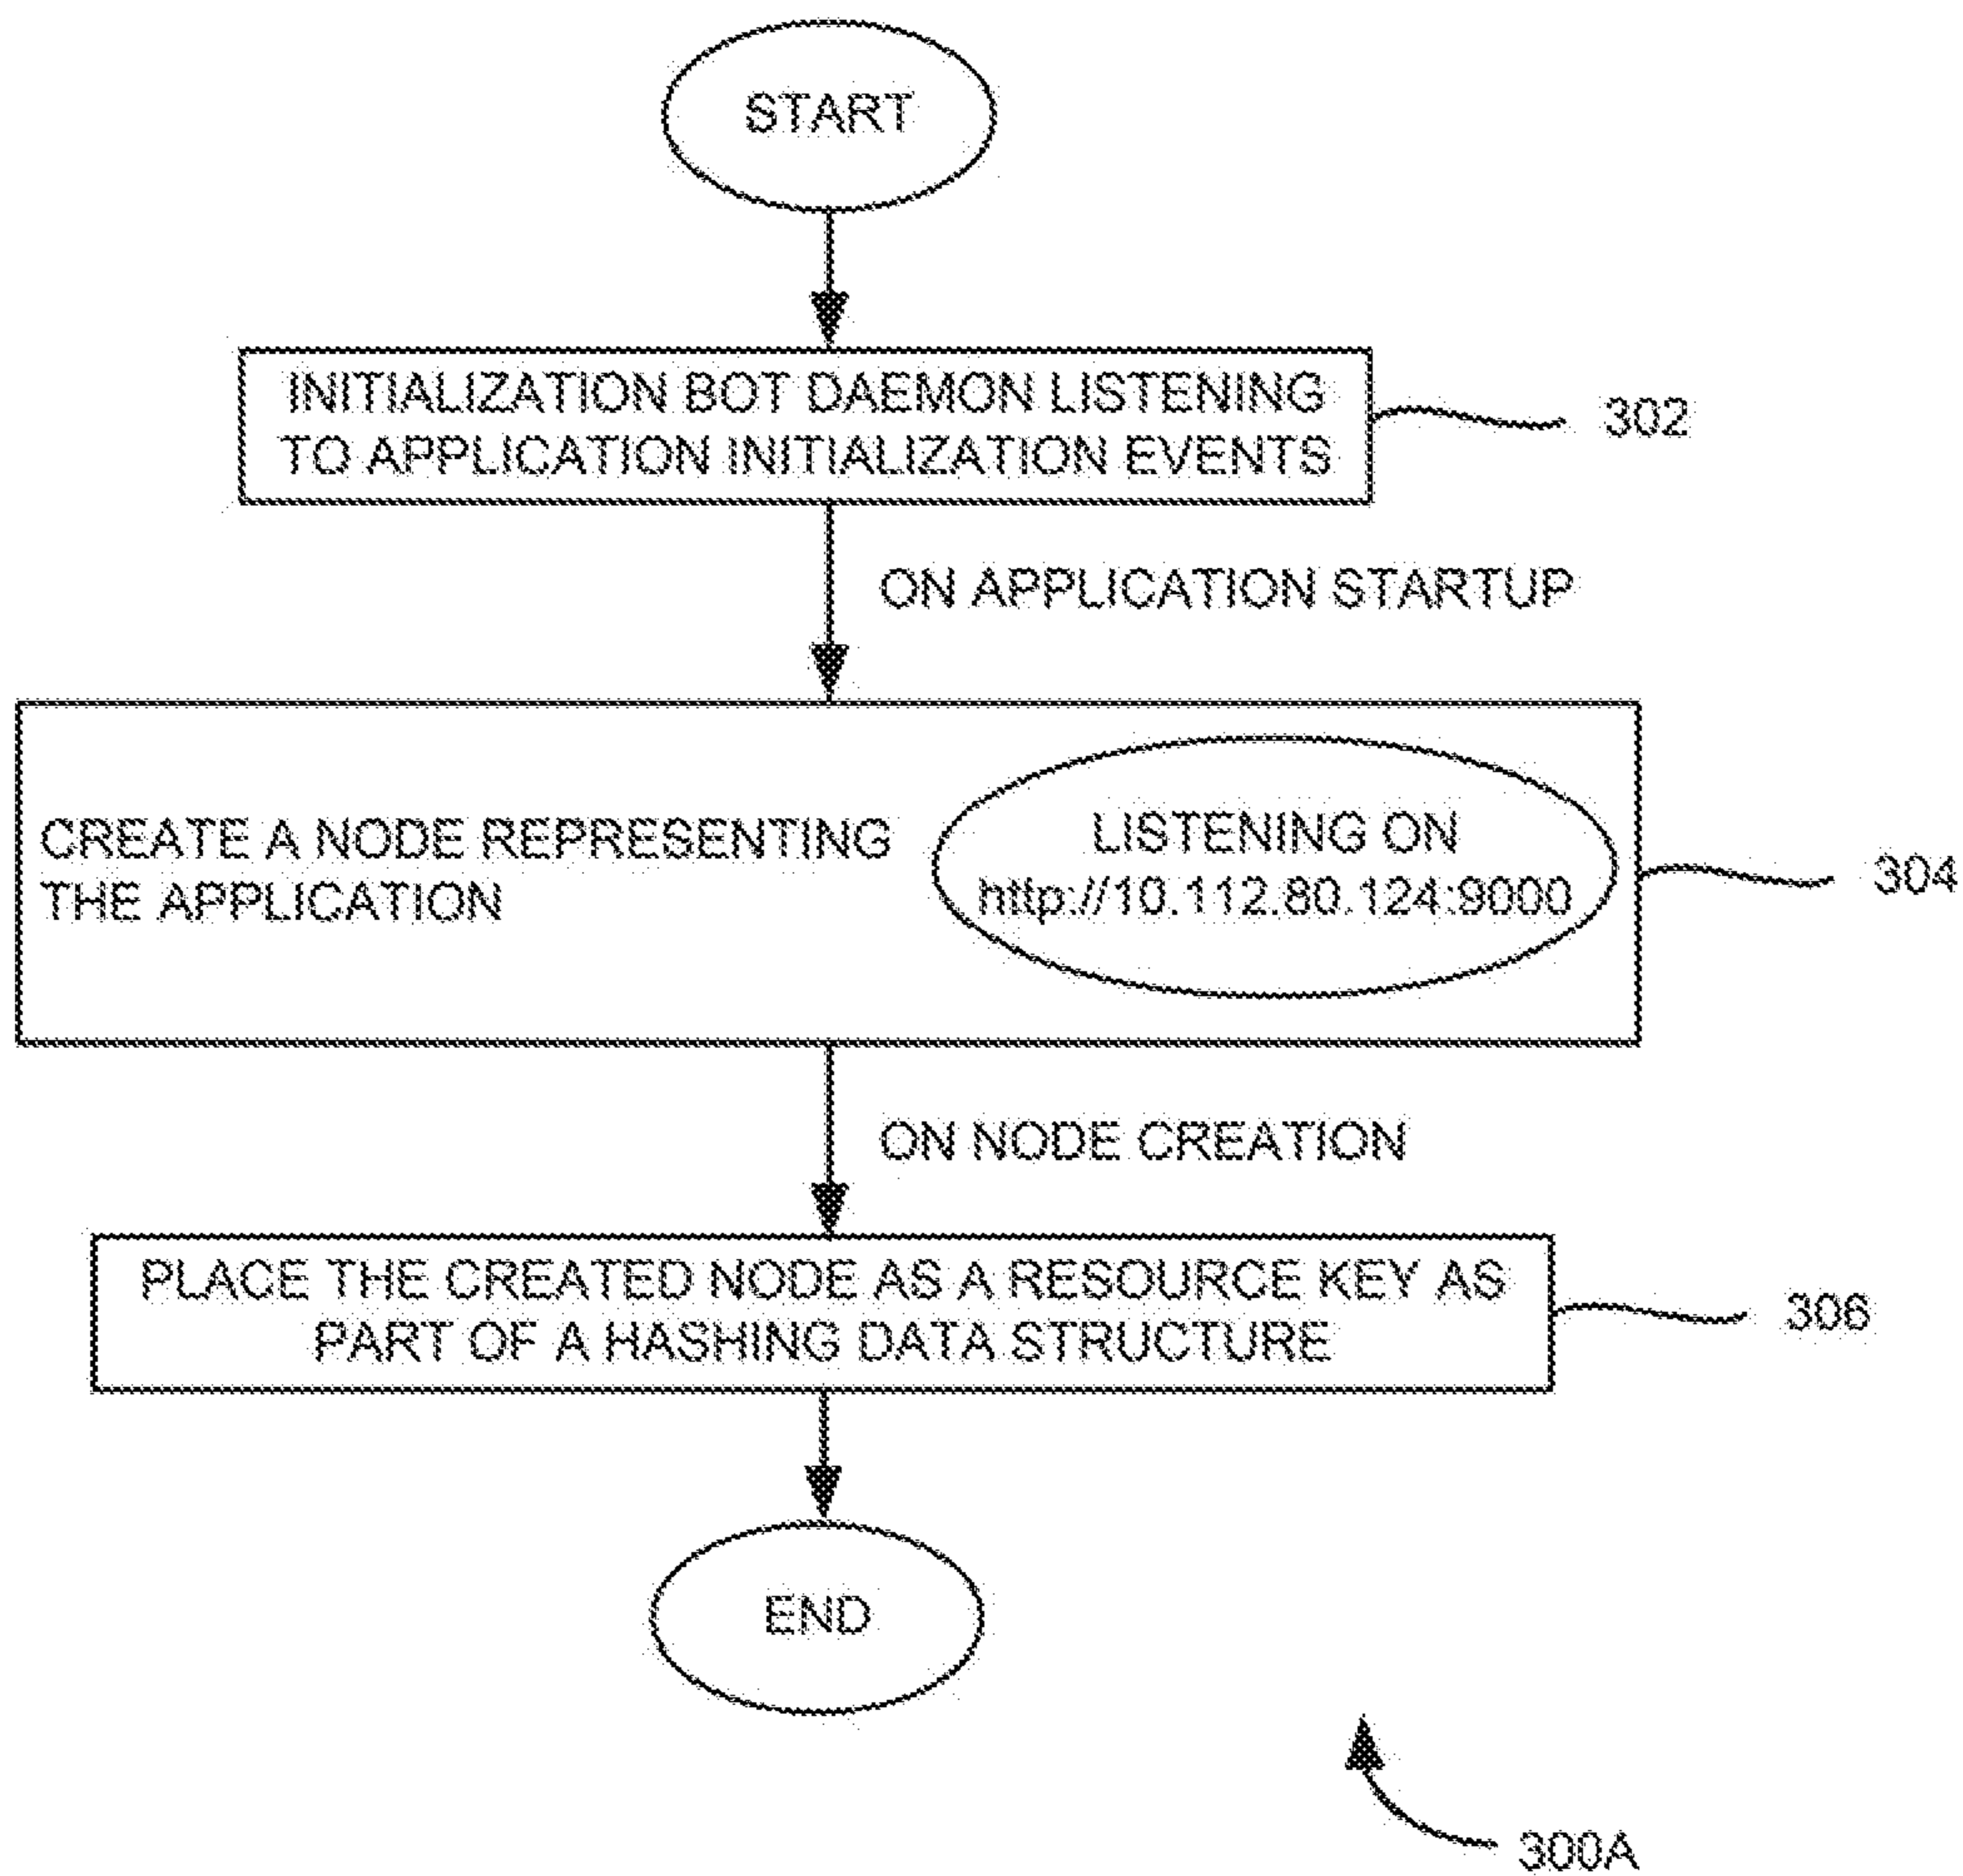 START
INITIALIZATION BOT DAEMON LISTENING
TO APPLICATION INITIALIZATION EVENTS
302
ON APPLICATION STARTUP
CREATE A NODE REPRESENTING
THE APPLICATION
LISTENING ON
http://10.112.80.124:9000
304
ON NODE CREATION
PLACE THE CREATED NODE AS A RESOURCE KEY AS
PART OF A HASHING DATA STRUCTURE
306
END
300A